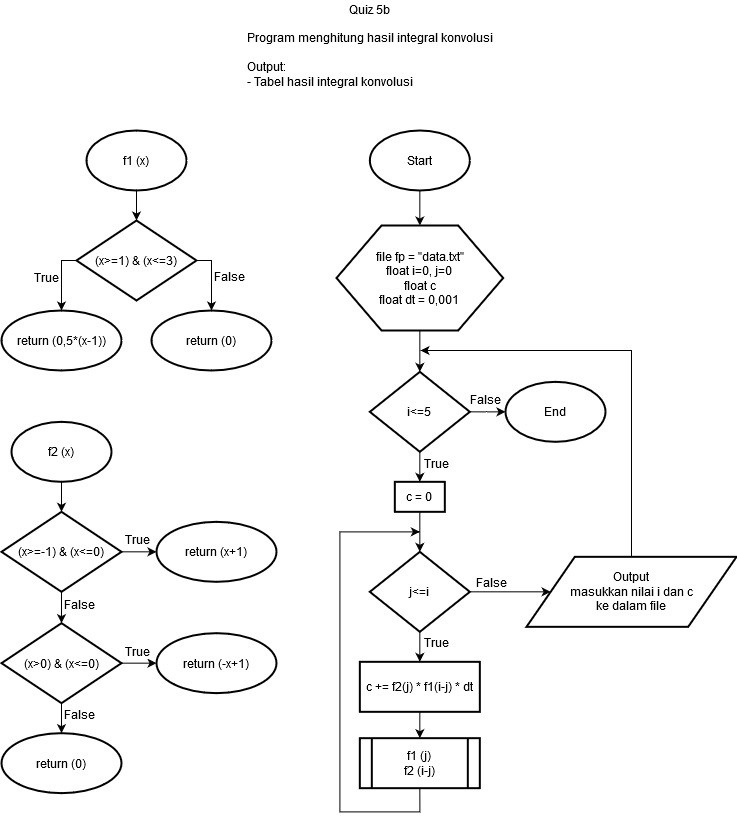 Quiz 5b
Program menghitung hasil integral konvolusi
Output:
- Tabel hasil integral konvolusi
f1 (x)
(x>=1) & (x<=3)
True
False
return (0,5*(x-1))
return (0)
f2 (x)
(x>=-1) & (x<=0)
True
return (x+1)
False
(x>0) & (x<=0)
True
return (-x+1)
False
return (0)
Start
file fp = "data.txt"
float i=0, j=0
float c
float dt = 0,001
i<=5
False
End
True
c = 0
j<=i
False
Output
masukkan nilai i dan c
ke dalam file
True
c += f2(j) * f1(i-j) * dt
f1 (j)
f2 (i-j)